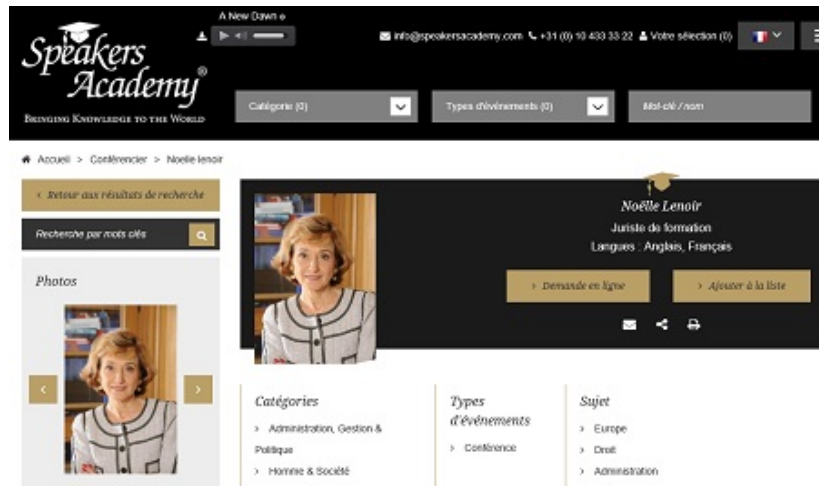 A New Dawn
Speakers
Academy®
BRINGING KNOWLEDGE TO THE WORLD
info@speakersacademy.com +31 (0) 10 433 33 22 Votre sélection (0)
Catégorie (0)
Types d'événements (0)
Mot-clé / nom
Accueil > Conférencier > Noelle lenoir
‹ Retour aux résultats de recherche
Recherche par mots clés
Photos
Noëlle Lenoir
Juriste de formation
Langues : Anglais, Français
› Demande en ligne
› Ajouter à la liste
Catégories
› Administration, Gestion &
Politique
› Homme & Société
Types
d'événements
› Conférence
Sujet
› Europe
› Droit
› Administration